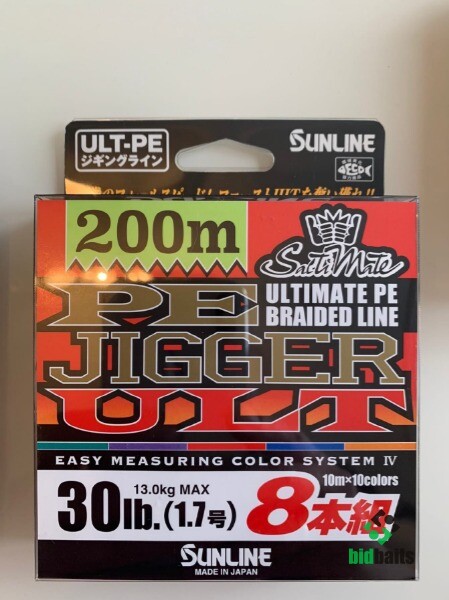 ULT-PE
ジギングライン
SUNLINE
200m
SaltiMate
ULTIMATE PE
BRAIDED LINE
PE
JIGGER
ULT
EASY MEASURING COLOR SYSTEM IV
30lb.(1.7号)
13.0kg MAX
8本組
10m×10colors
SUNLINE
MADE IN JAPAN
bidbaits